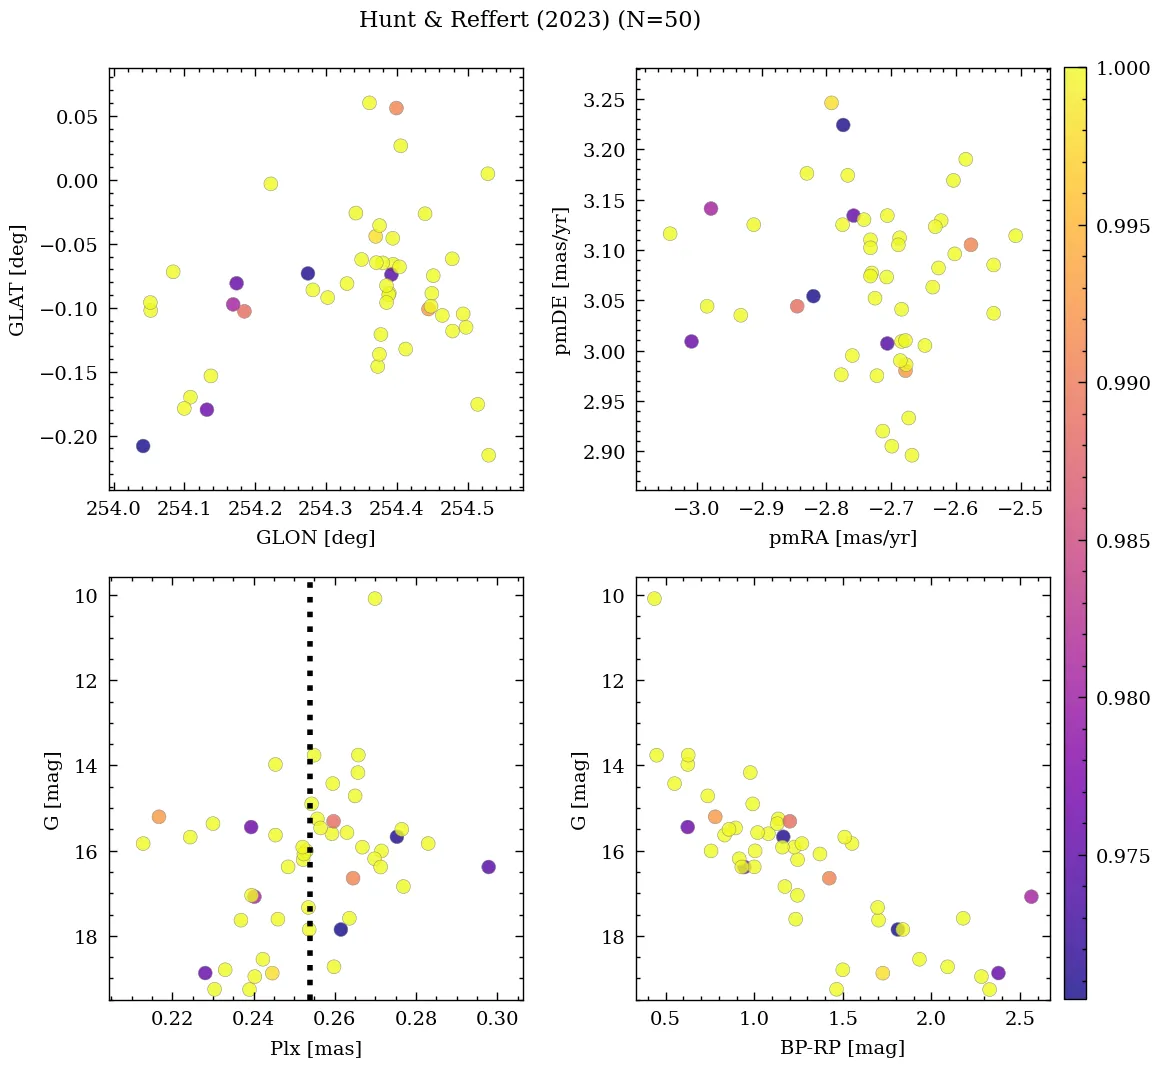 Hunt & Reffert (2023) (N=50)
0.05
0.00
−0.05
−0.10
−0.15
−0.20
GLAT [deg]
254.0 254.1 254.2 254.3 254.4 254.5
GLON [deg]
3.25
3.20
3.15
3.10
3.05
3.00
2.95
2.90
pmDE [mas/yr]
−3.0 −2.9 −2.8 −2.7 −2.6 −2.5
pmRA [mas/yr]
1.000
0.995
0.990
0.985
0.980
0.975
10
12
14
16
18
G [mag]
0.22 0.24 0.26 0.28 0.30
Plx [mas]
10
12
14
16
18
G [mag]
0.5 1.0 1.5 2.0 2.5
BP-RP [mag]